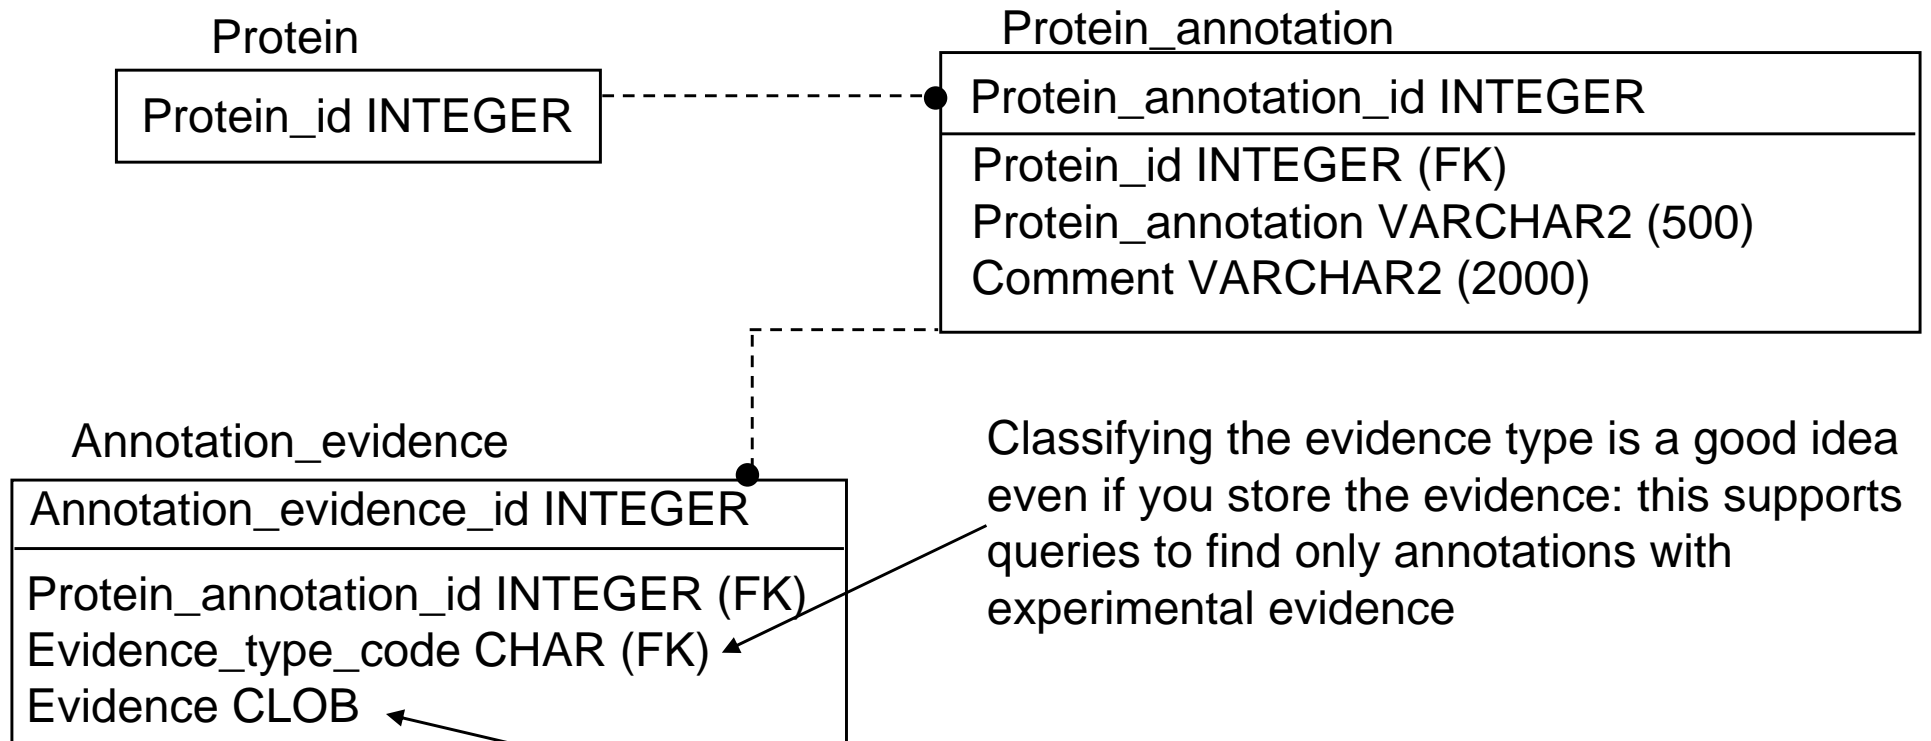 Protein
Protein_id INTEGER
Protein_annotation
Protein_annotation_id INTEGER
Protein_id INTEGER (FK)
Protein_annotation VARCHAR2 (500)
Comment VARCHAR2 (2000)
Annotation_evidence
Annotation_evidence_id INTEGER
Protein_annotation_id INTEGER (FK)
Evidence_type_code CHAR (FK)
Evidence CLOB
Classifying the evidence type is a good idea
even if you store the evidence: this supports
queries to find only annotations with
experimental evidence